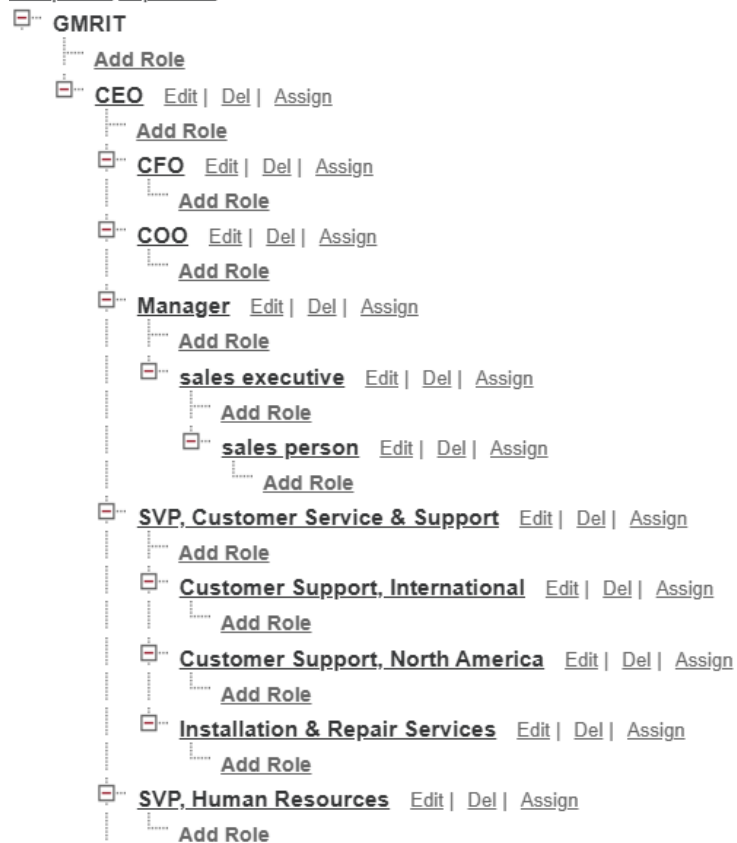 GMRIT
Add Role
CEO Edit | Del | Assign
Add Role
CFO Edit | Del | Assign
Add Role
COO Edit | Del | Assign
Add Role
Manager Edit | Del | Assign
Add Role
sales executive Edit | Del | Assign
Add Role
sales person Edit | Del | Assign
Add Role
SVP, Customer Service & Support Edit | Del | Assign
Add Role
Customer Support, International Edit | Del | Assign
Add Role
Customer Support, North America Edit | Del | Assign
Add Role
Installation & Repair Services Edit | Del | Assign
Add Role
SVP, Human Resources Edit | Del | Assign
Add Role